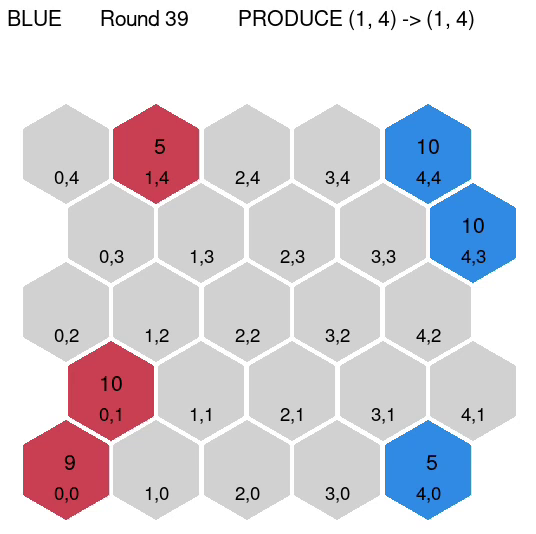 BLUE Round 39 PRODUCE (1, 4) -> (1, 4)
5 10
0,4 1,4 2,4 3,4 4,4
10
0,3 1,3 2,3 3,3 4,3
0,2 1,2 2,2 3,2 4,2
10
0,1 1,1 2,1 3,1 4,1
9 5
0,0 1,0 2,0 3,0 4,0